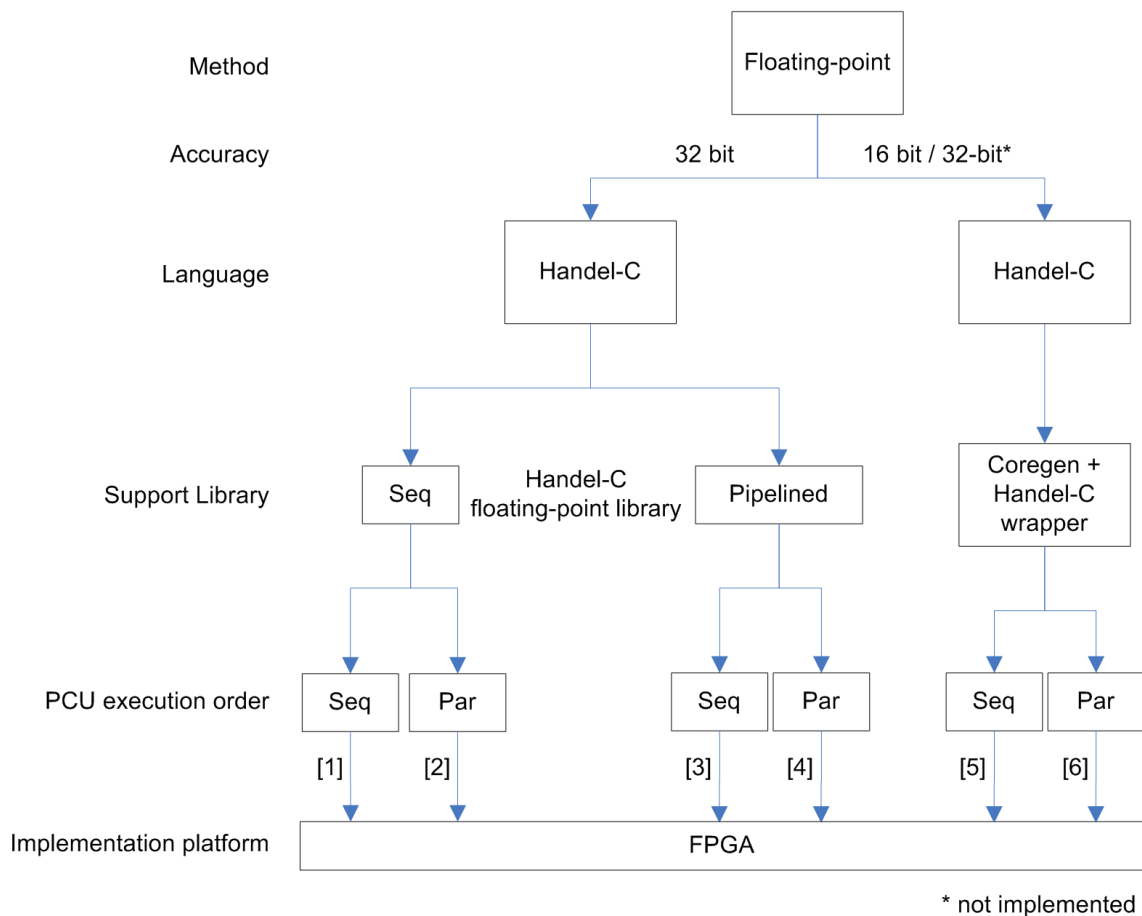 Method
Floating-point
Accuracy
32 bit
16 bit / 32-bit*
Language
Handel-C
Handel-C
Support Library
Seq
Handel-C
floating-point library
Pipelined
Coregen +
Handel-C
wrapper
PCU execution order
Seq
Par
Seq
Par
Seq
Par
[1]
[2]
[3]
[4]
[5]
[6]
Implementation platform
FPGA
* not implemented